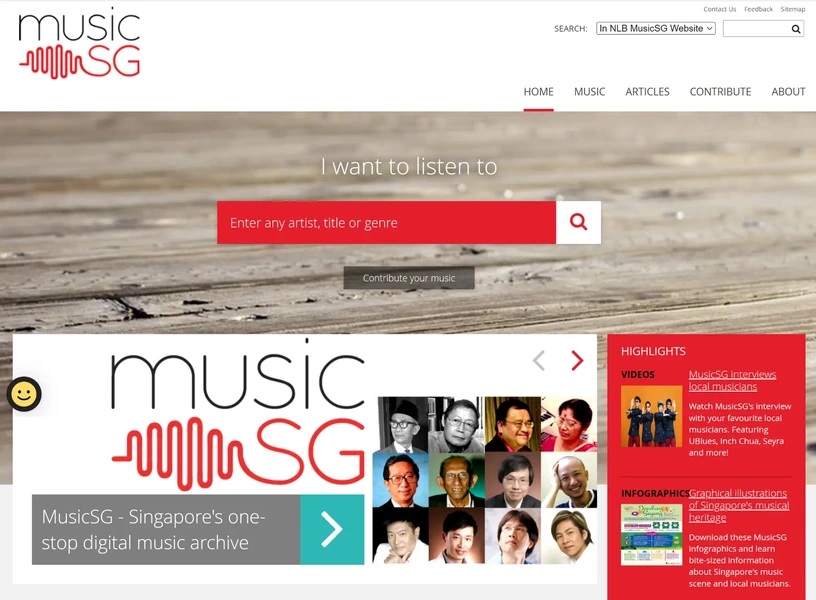 Contact Us Feedback Sitemap
music
SG
SEARCH: In NLB MusicSG Website
HOME MUSIC ARTICLES CONTRIBUTE ABOUT
I want to listen to
Enter any artist, title or genre
Contribute your music
music
SG
MusicSG - Singapore's one-
stop digital music archive
HIGHLIGHTS
VIDEOS
MusicSG interviews
local musicians
Watch MusicSG's interview
with your favourite local
musicians. Featuring
UBlues, Inch Chua, Seyra
and more!
INFOGRAPHICS
Graphical illustrations
of Singapore's musical
heritage
Download these MusicSG
Infographics and learn
bite-sized information
about Singapore's music
scene and local musicians.